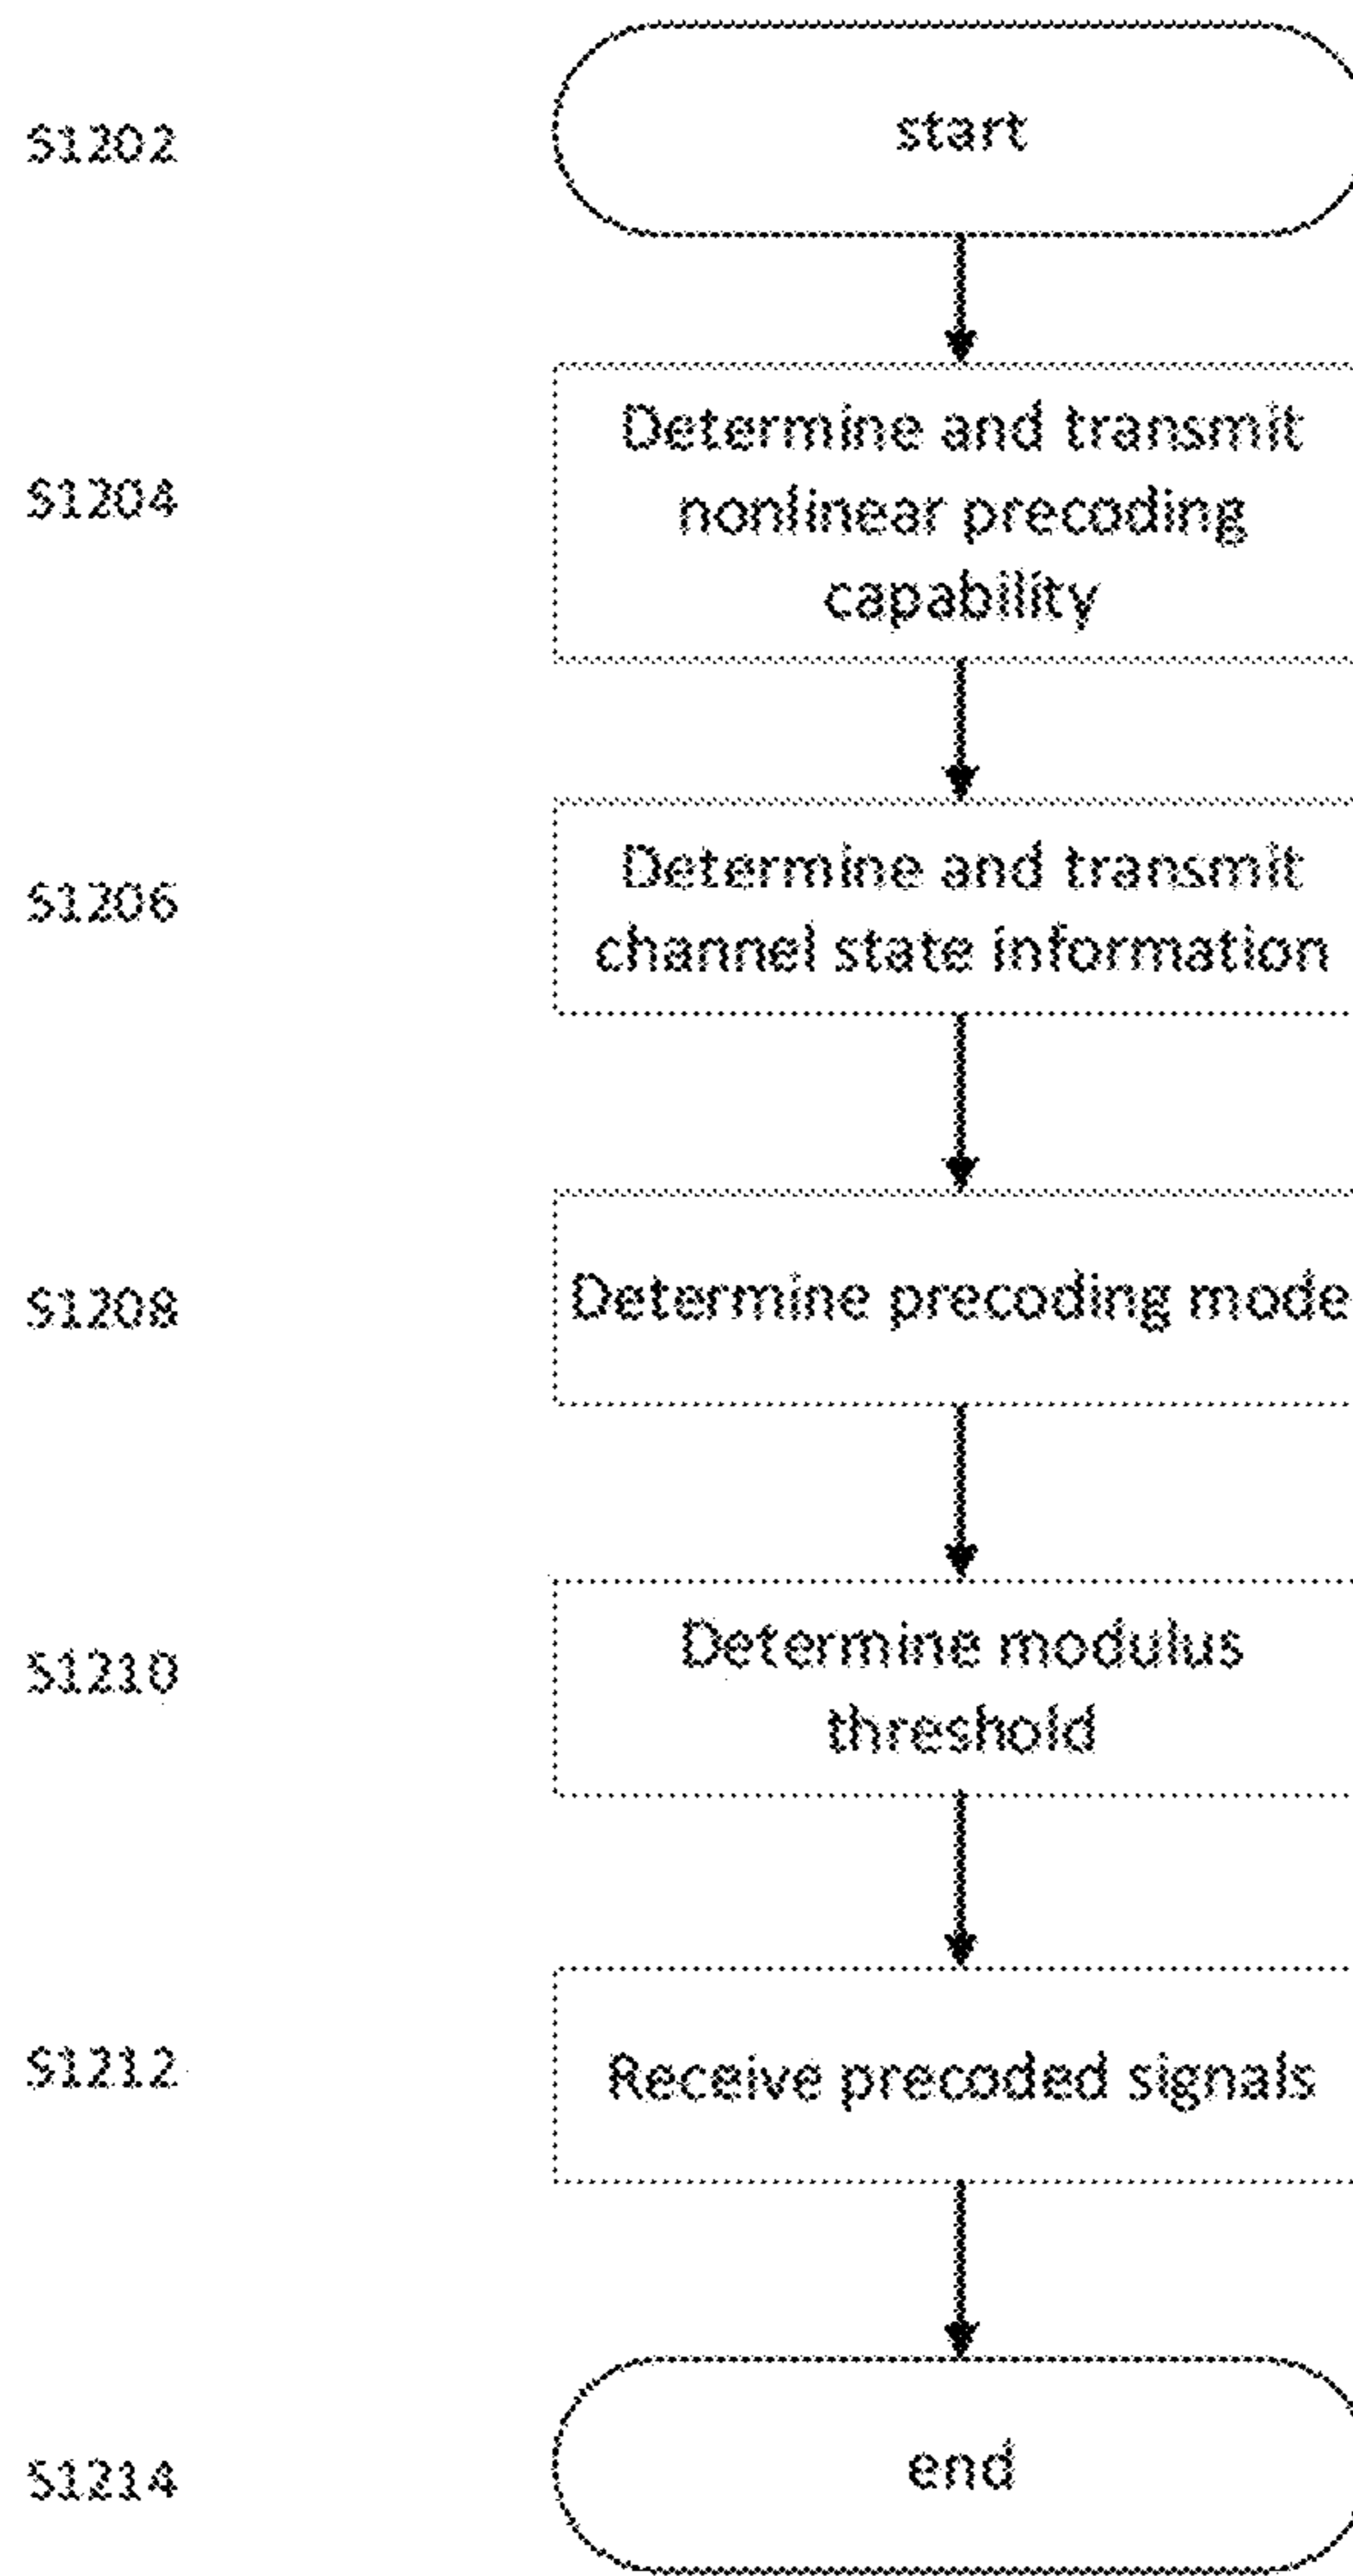 S1202
start
S1204
Determine and transmit
nonlinear precoding
capability
S1206
Determine and transmit
channel state information
S1208
Determine precoding mode
S1210
Determine modulus
threshold
S1212
Receive precoded signals
S1214
end